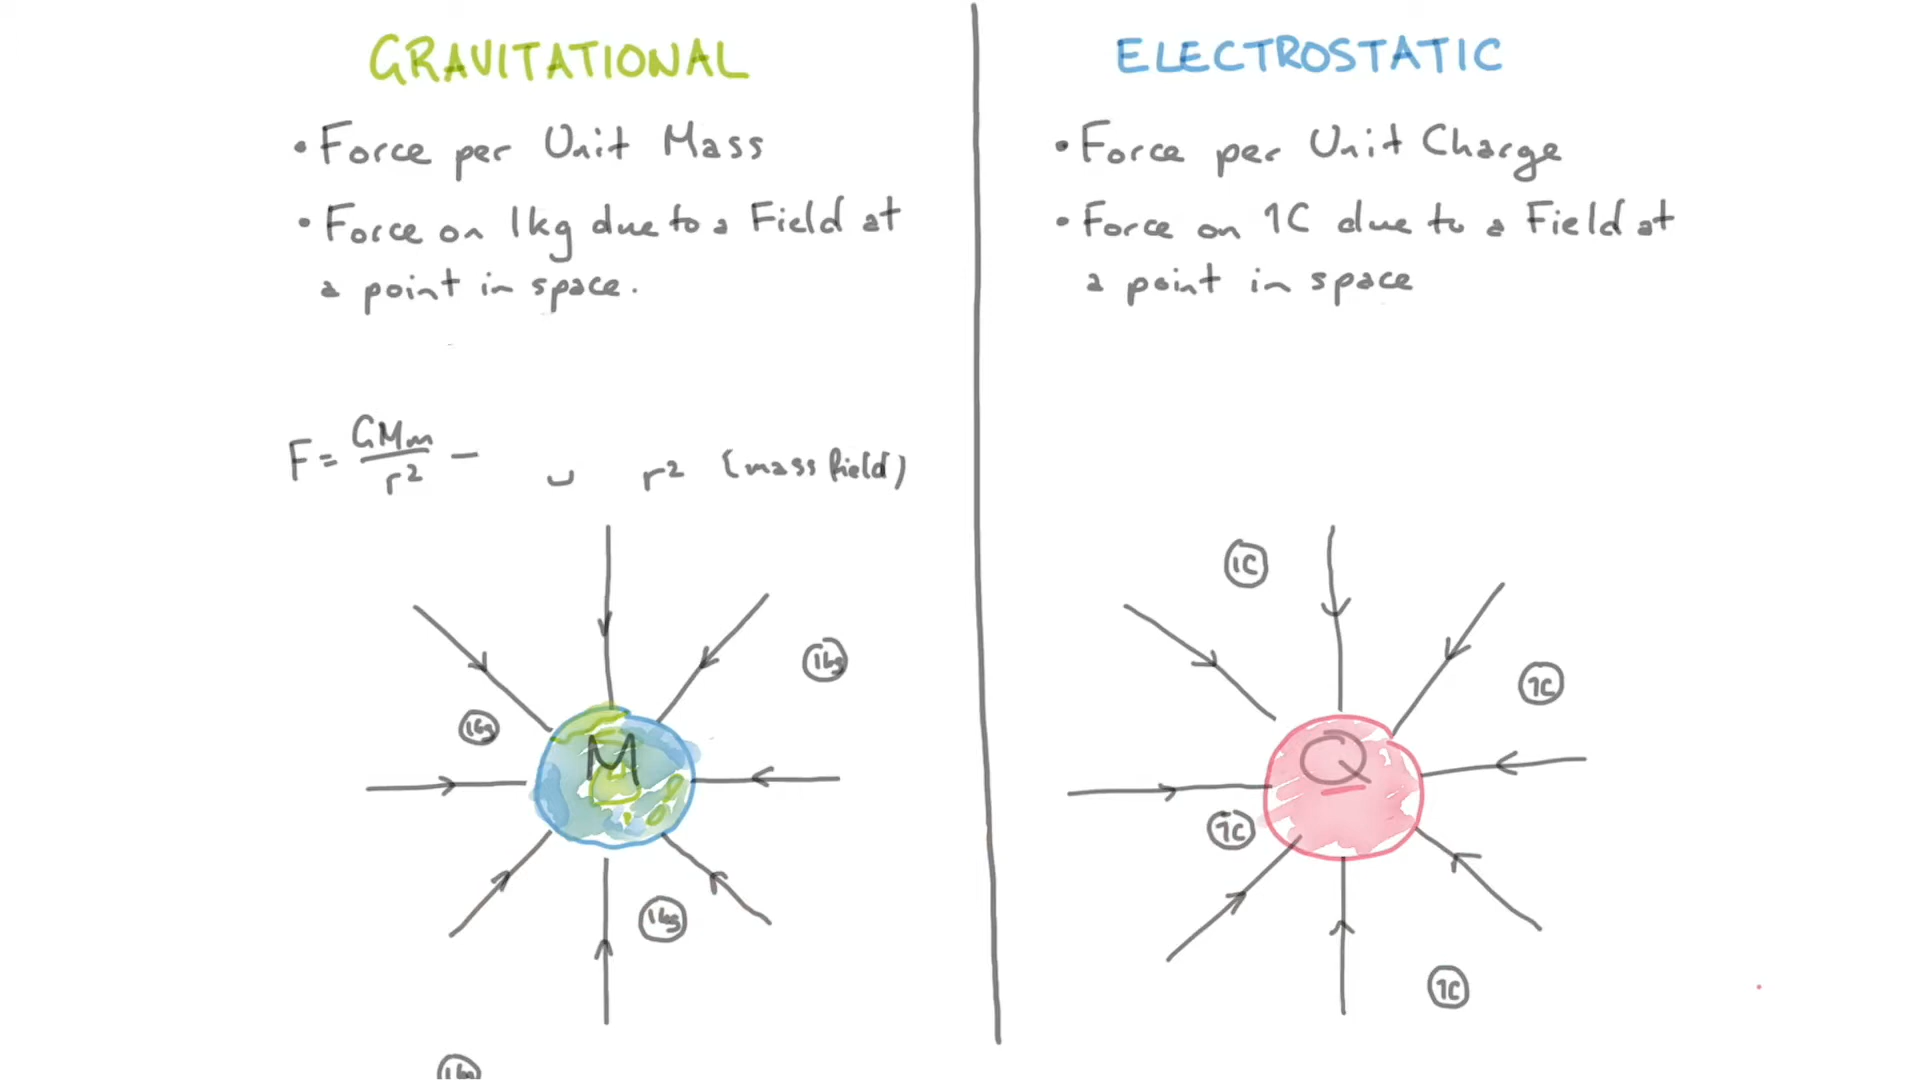 GRAVITATIONAL
• Force per Unit Mass
• Force on 1kg due to a Field at
a point in space.
F = GMm/r² –
r² (mass field)
1kg
1kg
M
1kg
1kg
ELECTROSTATIC
• Force per Unit Charge
• Force on 1C due to a Field at
a point in space
1C
1C
Q
1C
1C